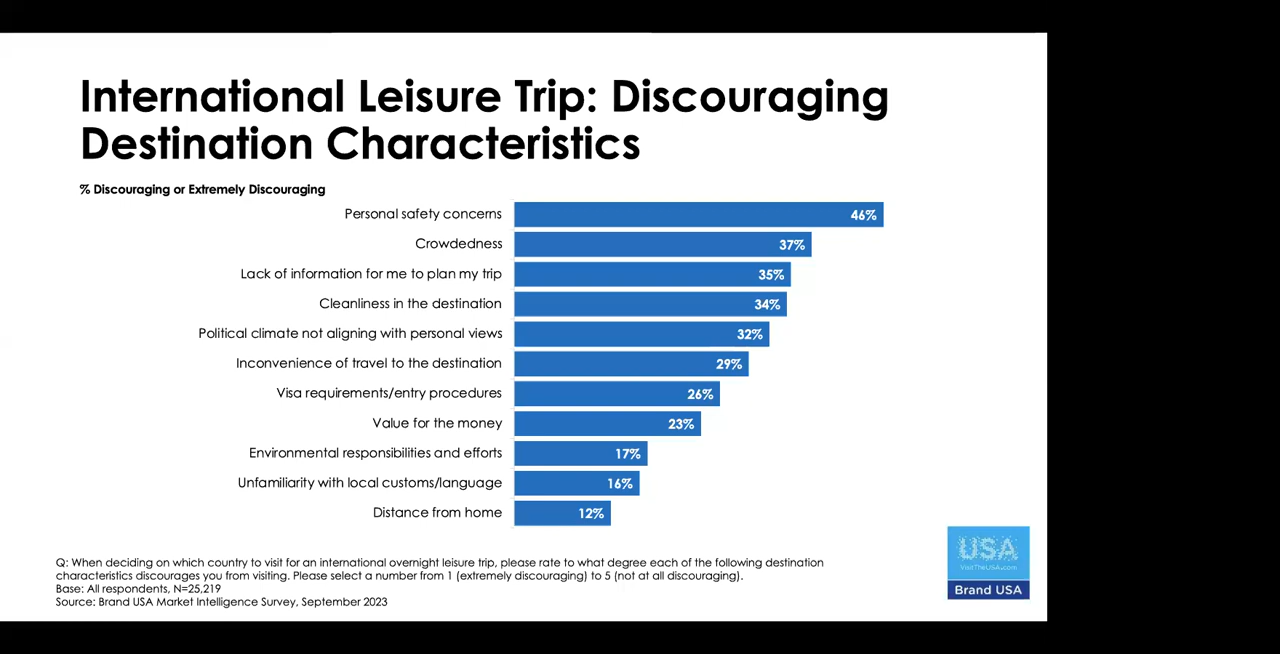 International Leisure Trip: Discouraging
Destination Characteristics
% Discouraging or Extremely Discouraging
Personal safety concerns 46%
Crowdedness 37%
Lack of information for me to plan my trip 35%
Cleanliness in the destination 34%
Political climate not aligning with personal views 32%
Inconvenience of travel to the destination 29%
Visa requirements/entry procedures 26%
Value for the money 23%
Environmental responsibilities and efforts 17%
Unfamiliarity with local customs/language 16%
Distance from home 12%
Q: When deciding on which country to visit for an international overnight leisure trip, please rate to what degree each of the following destination
characteristics discourages you from visiting. Please select a number from 1 (extremely discouraging) to 5 (not at all discouraging).
Base: All respondents, N=25,219
Source: Brand USA Market Intelligence Survey, September 2023
USA
VisitTheUSA.com
Brand USA